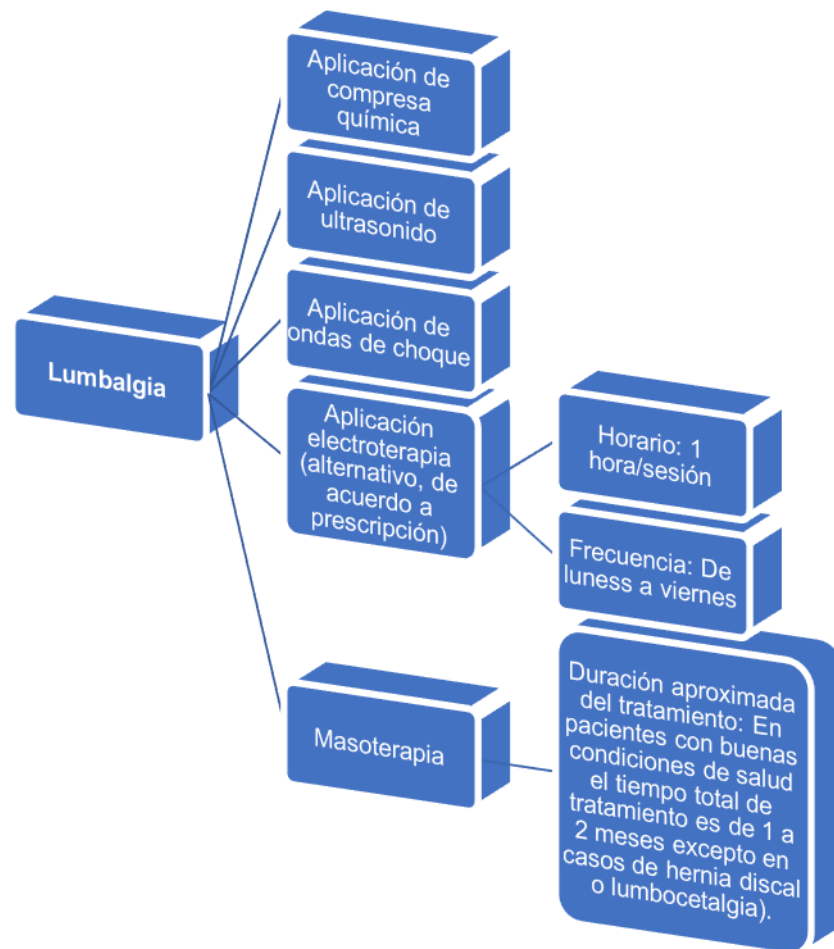 Aplicación de
compresa
química
Aplicación de
ultrasonido
Aplicación de
ondas de choque
Lumbalgia
Aplicación
electroterapia
(alternativo, de
acuerdo a
prescripción)
Horario: 1
hora/sesión
Frecuencia: De
luness a viernes
Masoterapia
Duración aproximada
del tratamiento: En
pacientes con buenas
condiciones de salud
el tiempo total de
tratamiento es de 1 a
2 meses excepto en
casos de hernia discal
o lumbocetalgia).